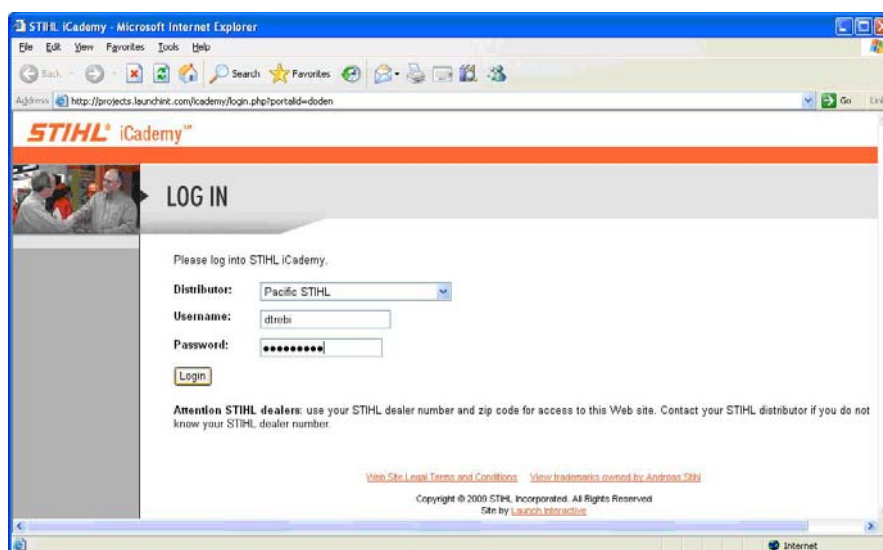 STIHL iCademy - Microsoft Internet Explorer
File Edit View Favorites Tools Help
Back Search Favorites
Address http://projects.launchint.com/icademy/login.php?portalid=doden Go
STIHL® iCademy™
LOG IN
Please log into STIHL iCademy.
Distributor: Pacific STIHL
Username: dtrebi
Password: •••••••••
Login
Attention STIHL dealers: use your STIHL dealer number and zip code for access to this Web site. Contact your STIHL distributor if you do not
know your STIHL dealer number.
Web Site Legal Terms and Conditions View trademarks owned by Andreas Stihl
Copyright © 2009 STIHL Incorporated. All Rights Reserved
Site by Launch Interactive
Internet